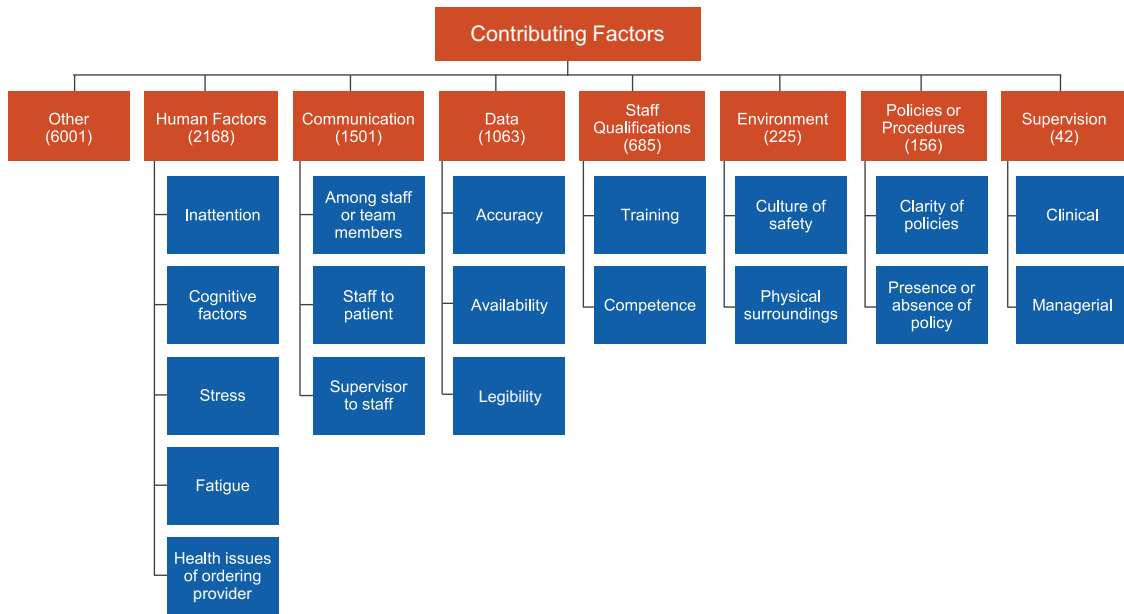 Contributing Factors
Other
(6001)
Human Factors
(2168)
Communication
(1501)
Data
(1063)
Staff
Qualifications
(685)
Environment
(225)
Policies or
Procedures
(156)
Supervision
(42)
Inattention
Cognitive
factors
Stress
Fatigue
Health issues
of ordering
provider
Among staff
or team
members
Staff to
patient
Supervisor
to staff
Accuracy
Availability
Legibility
Training
Competence
Culture of
safety
Physical
surroundings
Clarity of
policies
Presence or
absence of
policy
Clinical
Managerial